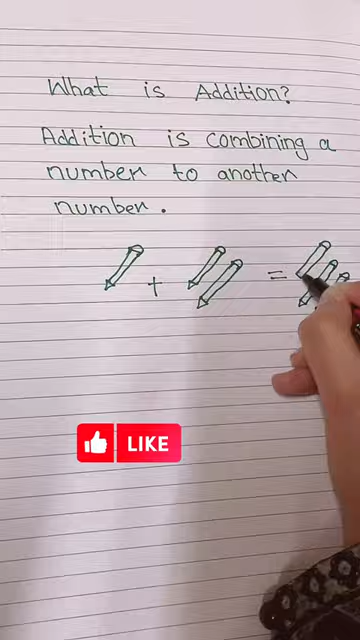 What is Addition?
Addition is combining a
number to another
number.
+ =
LIKE